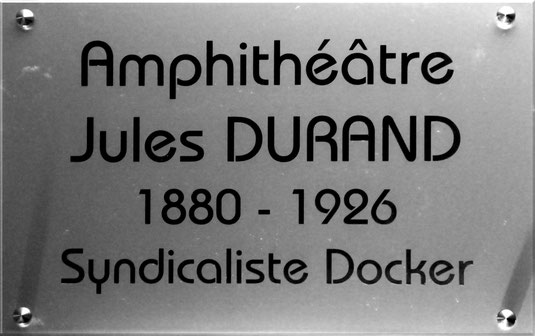 Amphithéâtre
Jules DURAND
1880 - 1926
Syndicaliste Docker